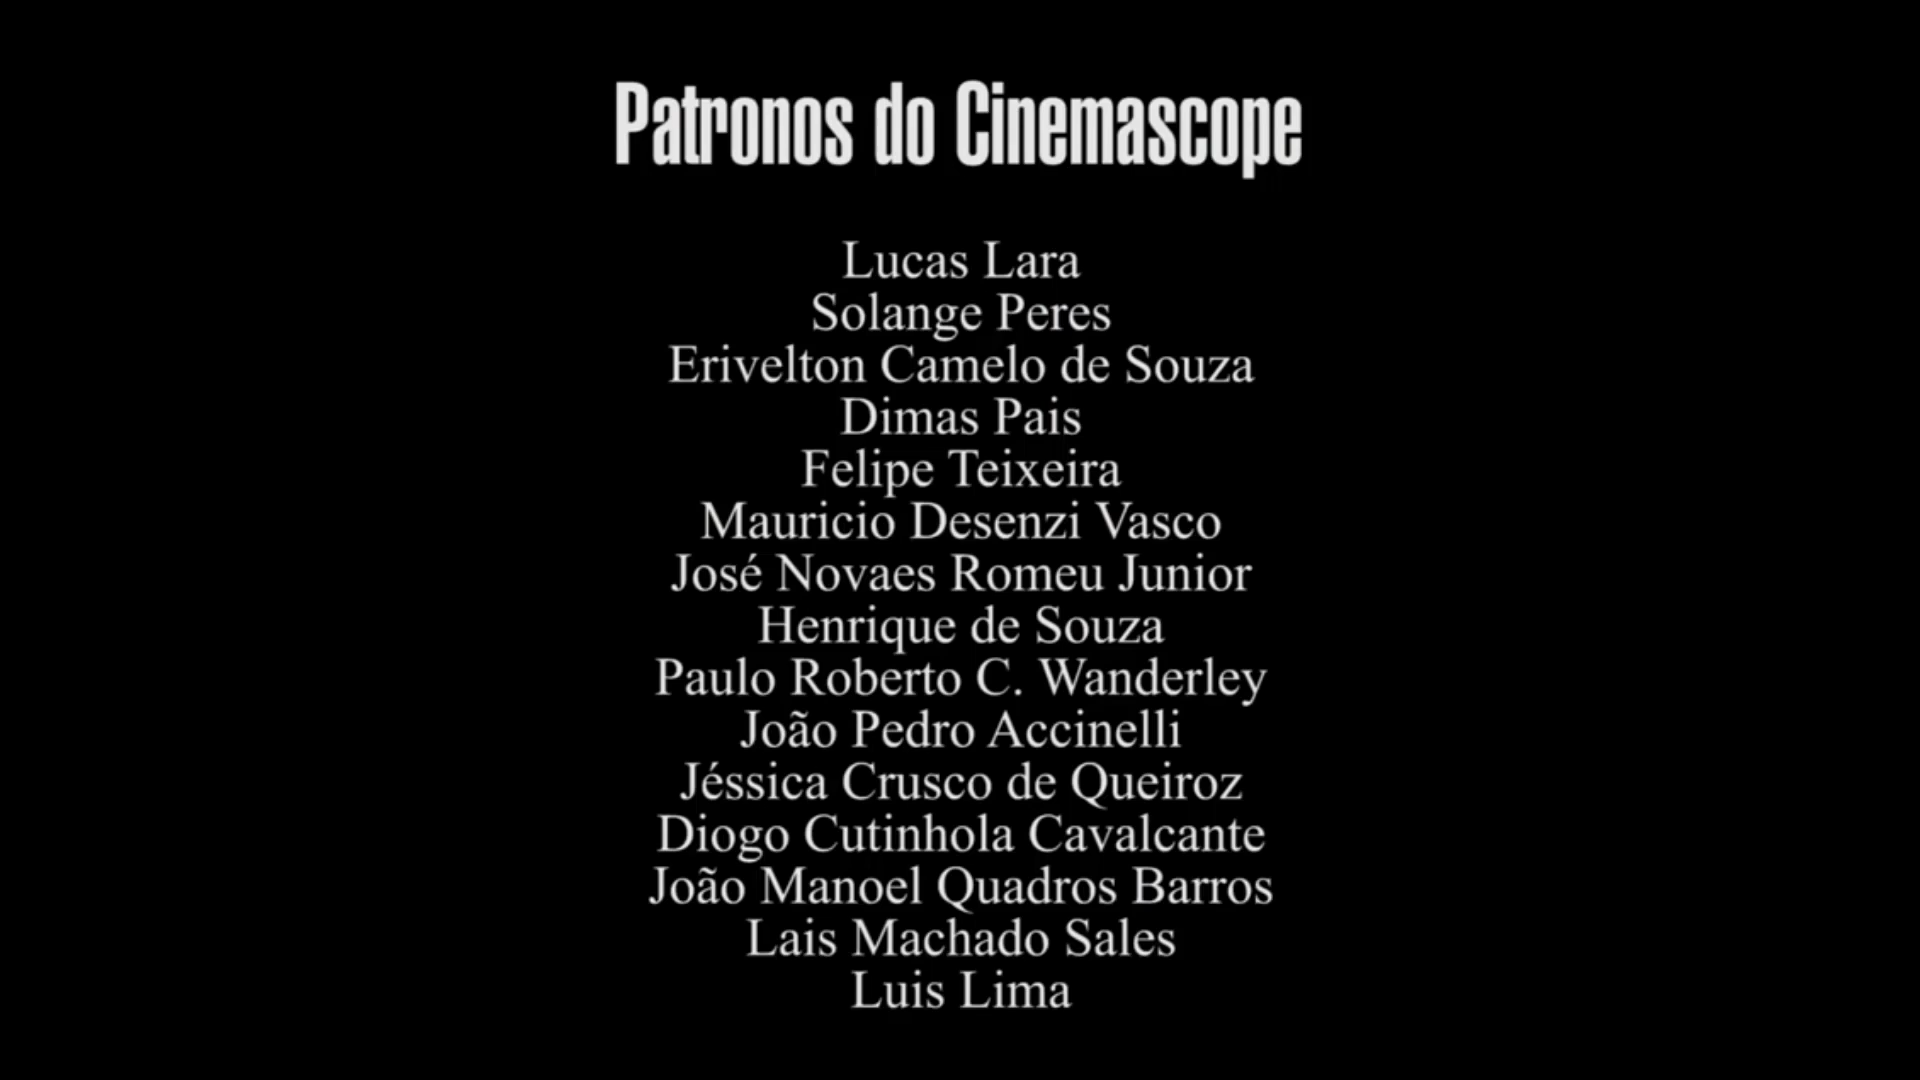 Patronos do Cinemascope
Lucas Lara
Solange Peres
Erivelton Camelo de Souza
Dimas Pais
Felipe Teixeira
Mauricio Desenzi Vasco
José Novaes Romeu Junior
Henrique de Souza
Paulo Roberto C. Wanderley
João Pedro Accinelli
Jéssica Crusco de Queiroz
Diogo Cutinhola Cavalcante
João Manoel Quadros Barros
Lais Machado Sales
Luis Lima